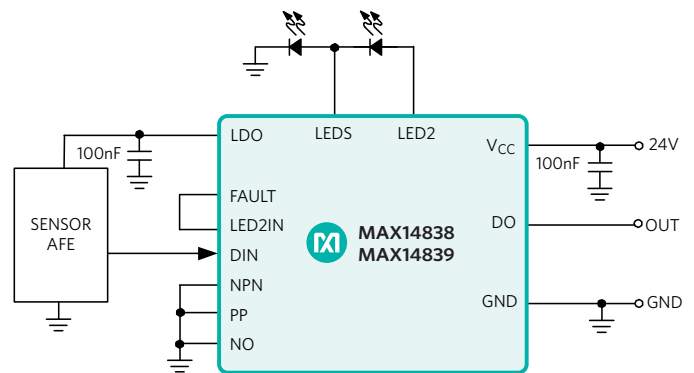 LDO
LEDS
LED2
VCC
24V
100nF
100nF
FAULT
DO
OUT
SENSOR
AFE
LED2IN
MAX14838
DIN
MAX14839
NPN
GND
GND
PP
NO